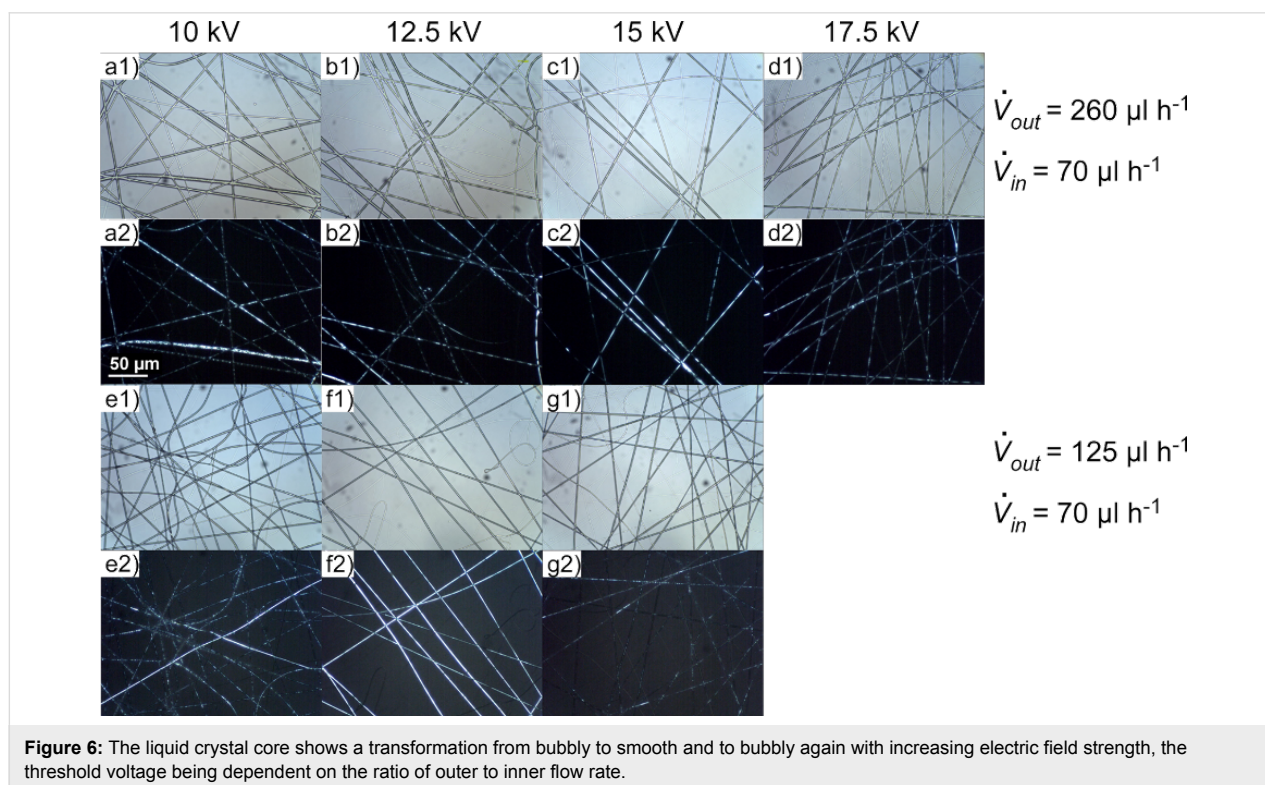 10 kV 12.5 kV 15 kV 17.5 kV
a1) b1) c1) d1)
V̇out = 260 µl h-1
V̇in = 70 µl h-1
a2) b2) c2) d2)
50 µm
e1) f1) g1)
V̇out = 125 µl h-1
V̇in = 70 µl h-1
e2) f2) g2)
Figure 6: The liquid crystal core shows a transformation from bubbly to smooth and to bubbly again with increasing electric field strength, the
threshold voltage being dependent on the ratio of outer to inner flow rate.